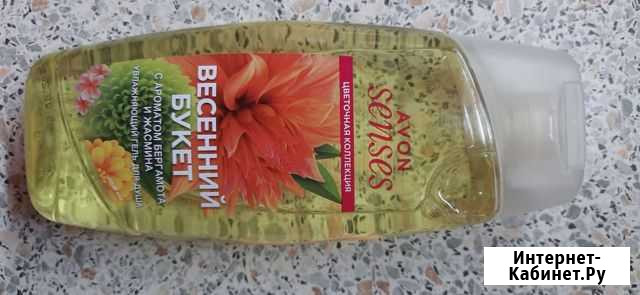 AVON
senses
ЦВЕТОЧНАЯ КОЛЛЕКЦИЯ
ВЕСЕННИЙ
БУКЕТ
С АРОМАТОМ БЕРГАМОТА
И ЖАСМИНА
УВЛАЖНЯЮЩИЙ ГЕЛЬ ДЛЯ ДУША
Интернет-
Кабинет.Ру